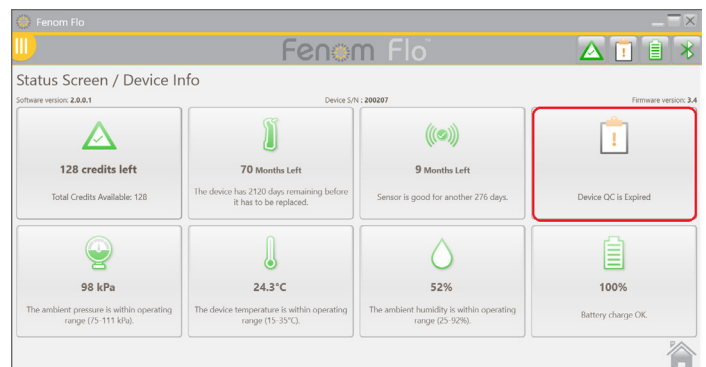 Fenom Flo
Fenom Flo™
Status Screen / Device Info
Software version: 2.0.0.1
Device S/N : 200207
Firmware version: 3.4
128 credits left
Total Credits Available: 128
70 Months Left
The device has 2120 days remaining before
it has to be replaced.
9 Months Left
Sensor is good for another 276 days.
Device QC is Expired
98 kPa
The ambient pressure is within operating
range (75-111 kPa).
24.3°C
The device temperature is within operating
range (15-35°C).
52%
The ambient humidity is within operating
range (25-92%).
100%
Battery charge OK.